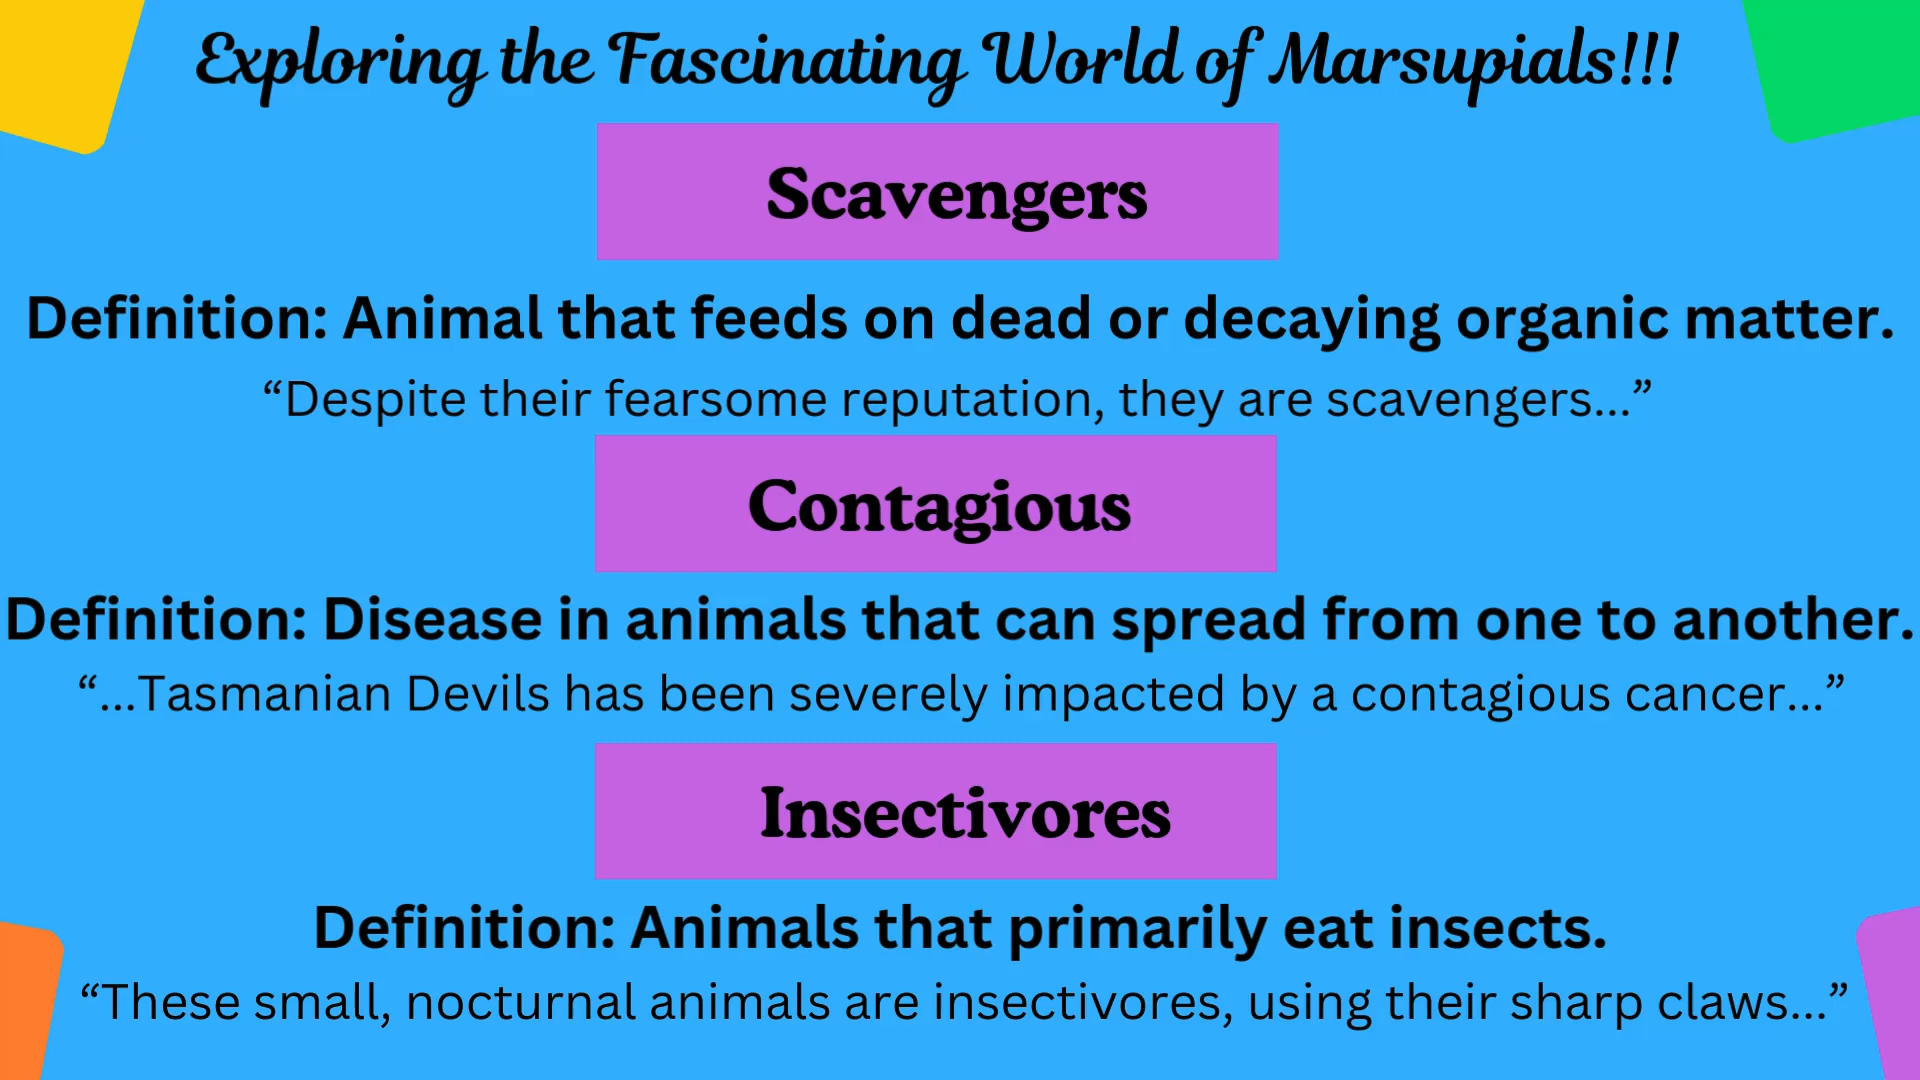 Exploring the Fascinating World of Marsupials!!!
Scavengers
Definition: Animal that feeds on dead or decaying organic matter.
“Despite their fearsome reputation, they are scavengers...”
Contagious
Definition: Disease in animals that can spread from one to another.
“...Tasmanian Devils has been severely impacted by a contagious cancer...”
Insectivores
Definition: Animals that primarily eat insects.
“These small, nocturnal animals are insectivores, using their sharp claws...”